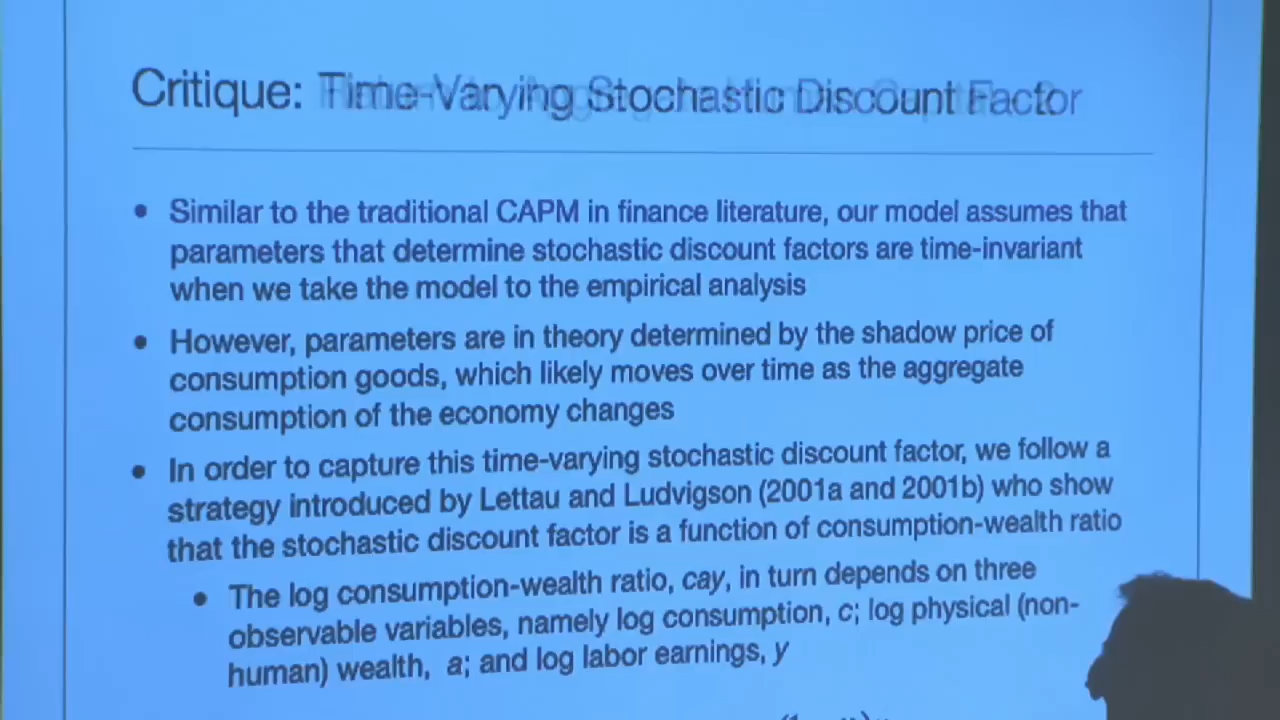 Critique: Time-Varying Stochastic Discount Factor
• Similar to the traditional CAPM in finance literature, our model assumes that
parameters that determine stochastic discount factors are time-invariant
when we take the model to the empirical analysis
• However, parameters are in theory determined by the shadow price of
consumption goods, which likely moves over time as the aggregate
consumption of the economy changes
• In order to capture this time-varying stochastic discount factor, we follow a
strategy introduced by Lettau and Ludvigson (2001a and 2001b) who show
that the stochastic discount factor is a function of consumption-wealth ratio
• The log consumption-wealth ratio, cay, in turn depends on three
observable variables, namely log consumption, c; log physical (non-
human) wealth, a; and log labor earnings, y